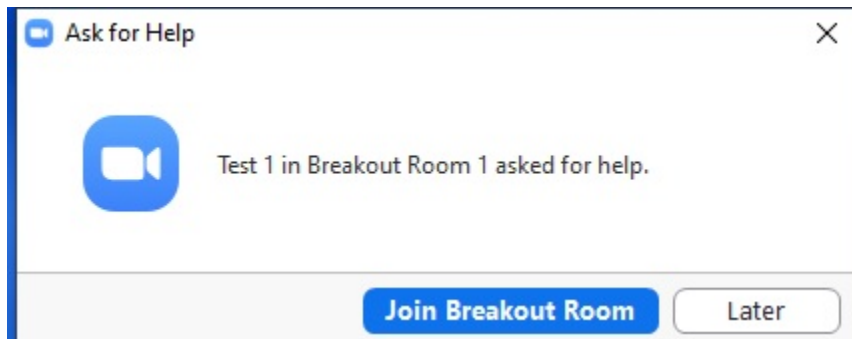 Ask for Help
Test 1 in Breakout Room 1 asked for help.
Join Breakout Room
Later